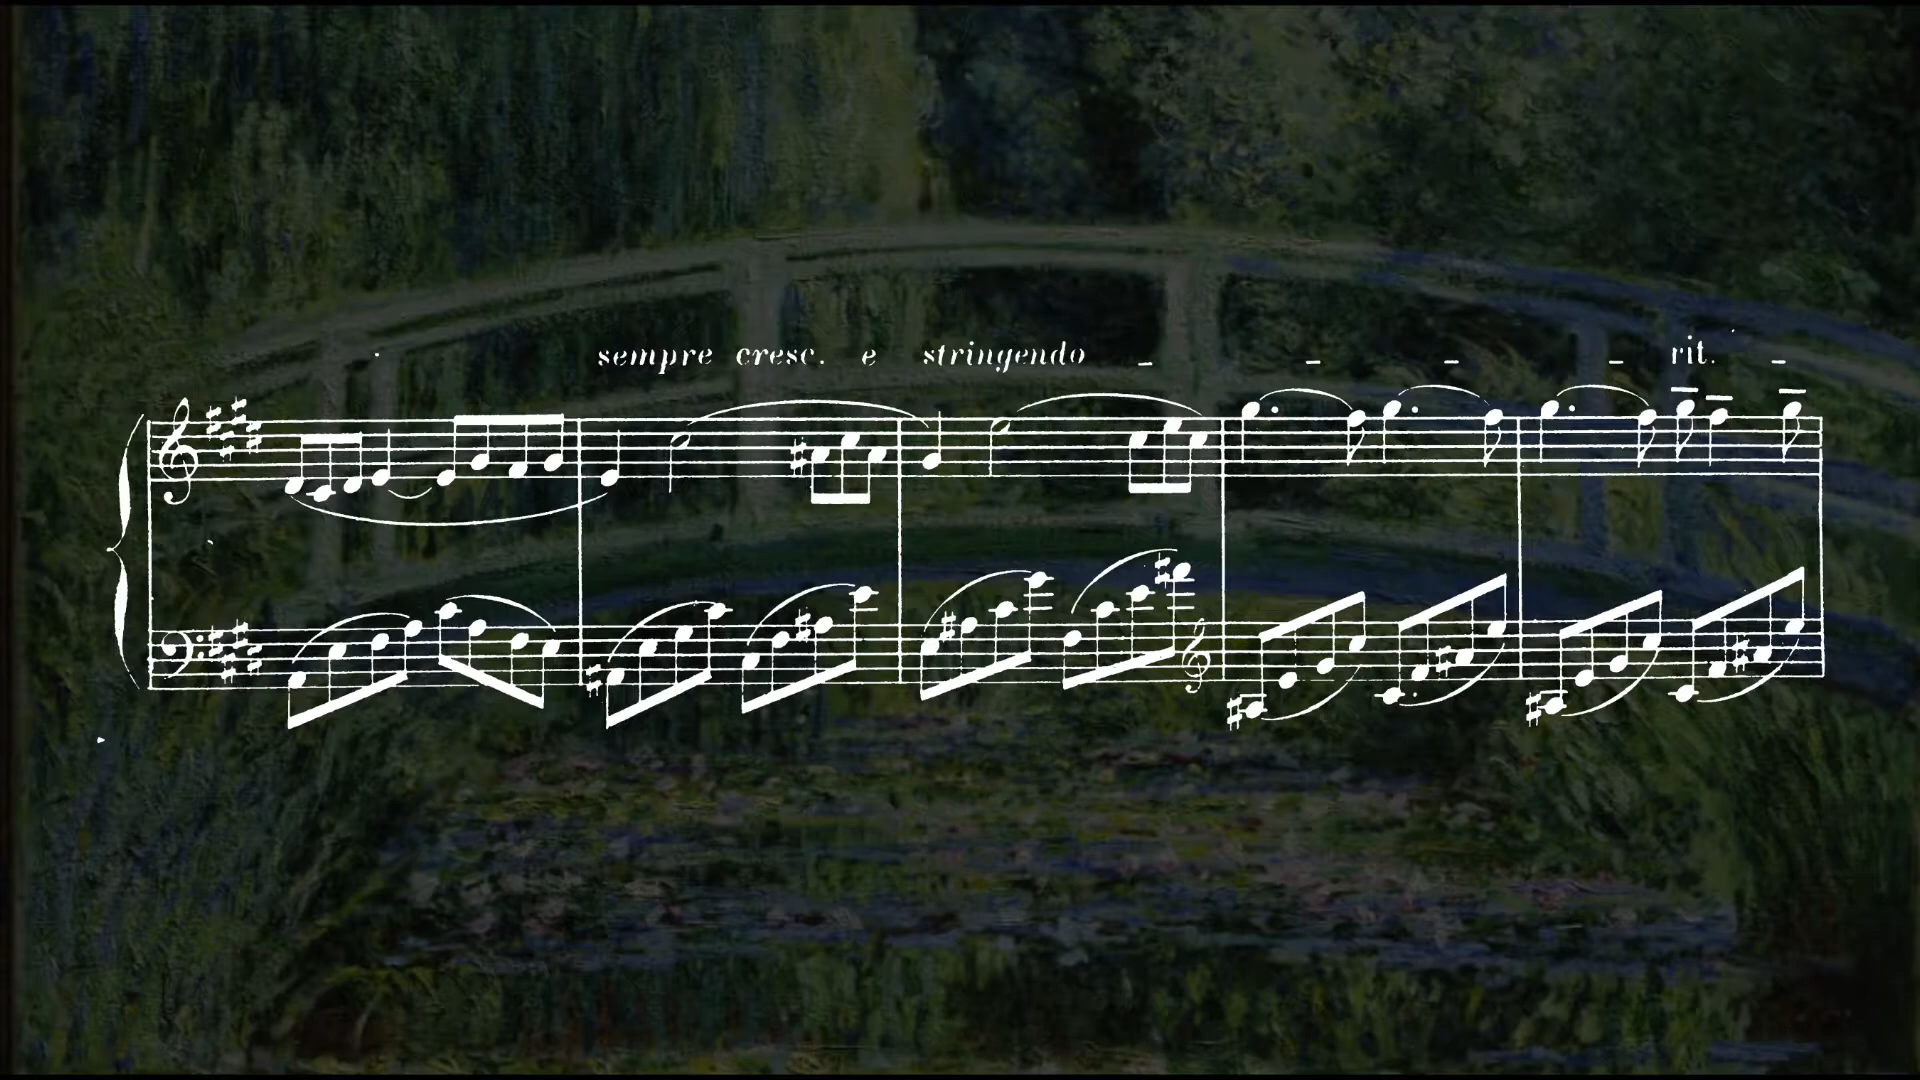 sempre cresc. e stringendo _ _ _ _ rit. _